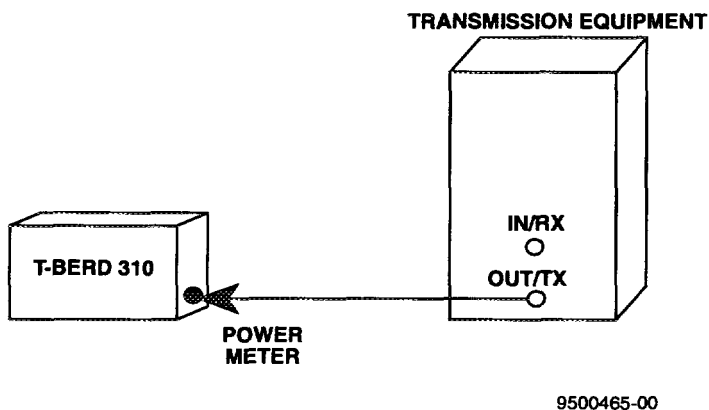 TRANSMISSION EQUIPMENT
IN/RX
T-BERD 310
OUT/TX
POWER
METER
9500465-00